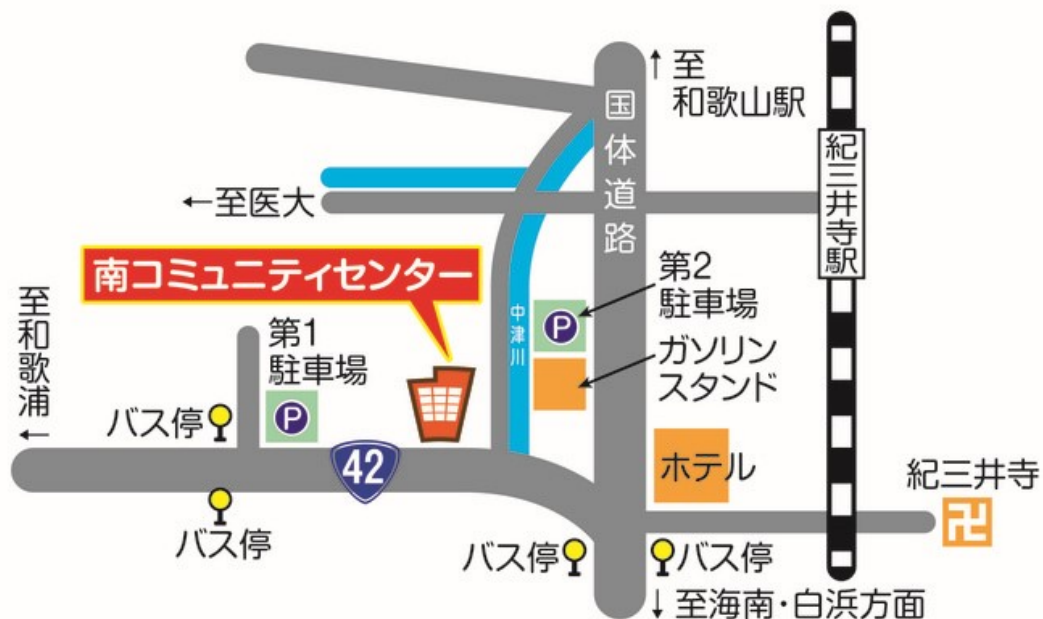 ↑至
和歌山駅
国体道路
紀三井寺駅
←至医大
南コミュニティセンター
第2
駐車場
P
ガソリン
スタンド
中津川
至和歌浦
←
第1
駐車場
P
バス停
42
ホテル
紀三井寺
卍
バス停
バス停
バス停
↓至海南・白浜方面